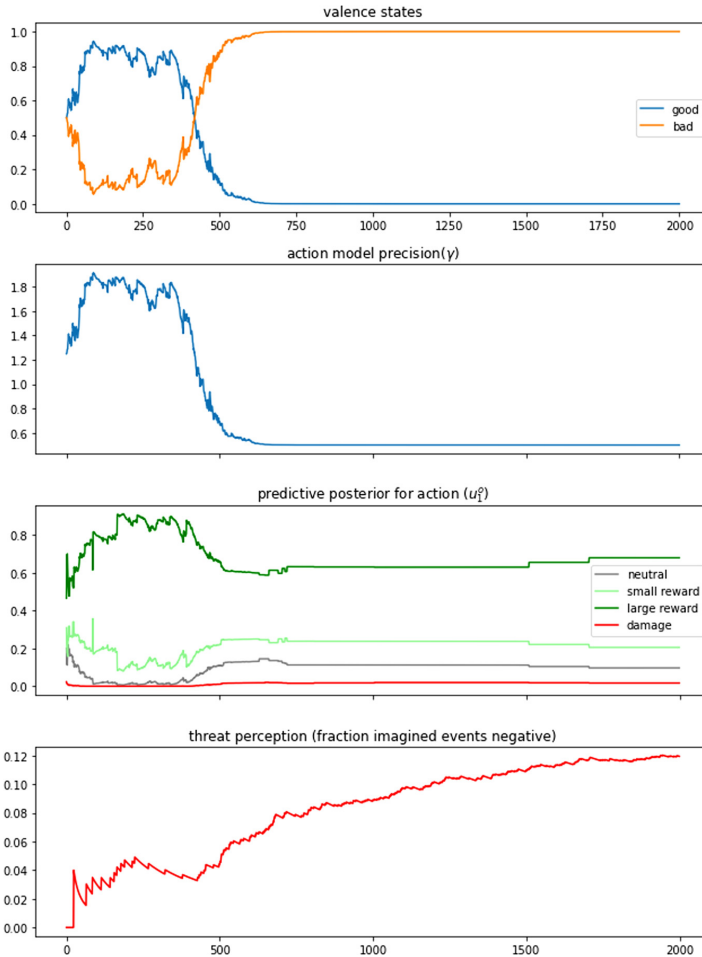 valence states
1.0
0.8
0.6
0.4
0.2
0.0
good
bad
0 250 500 750 1000 1250 1500 1750 2000
action model precision(γ)
1.8
1.6
1.4
1.2
1.0
0.8
0.6
predictive posterior for action (u₁ᵒ)
0.8
0.6
0.4
0.2
0.0
neutral
small reward
large reward
damage
threat perception (fraction imagined events negative)
0.12
0.10
0.08
0.06
0.04
0.02
0.00
0 500 1000 1500 2000